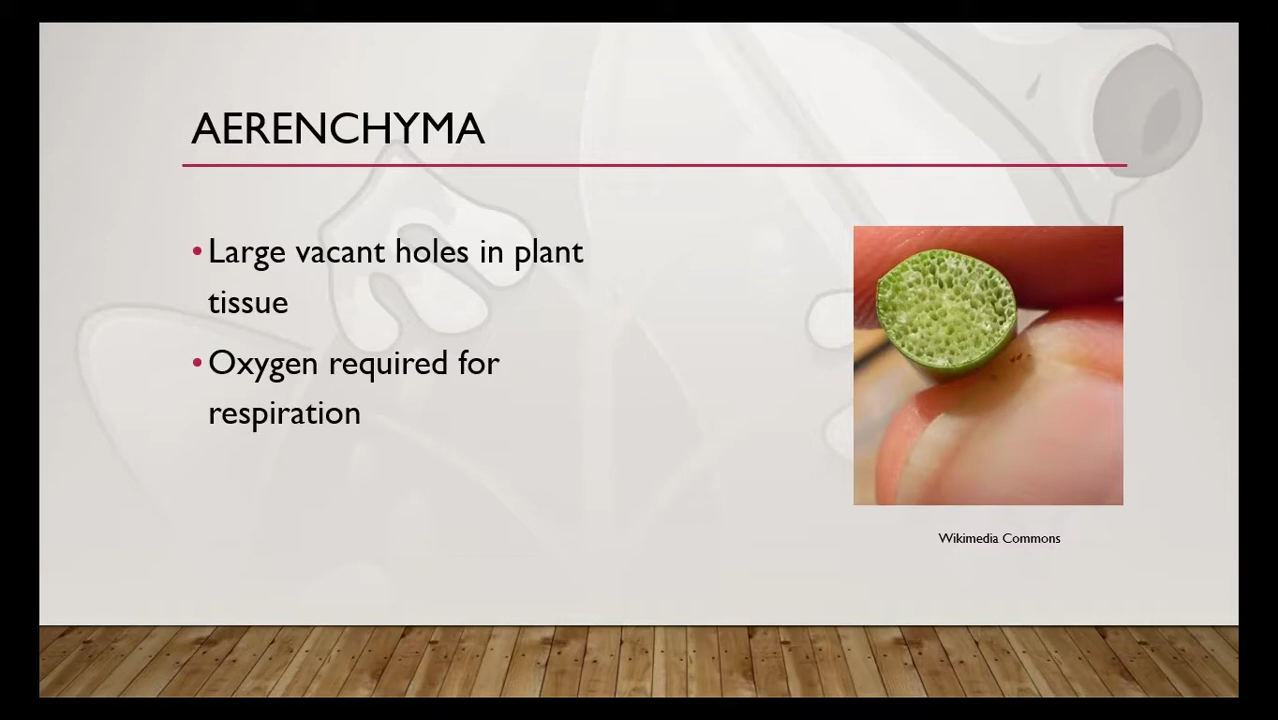 AERENCHYMA
•Large vacant holes in plant
tissue
•Oxygen required for
respiration
Wikimedia Commons